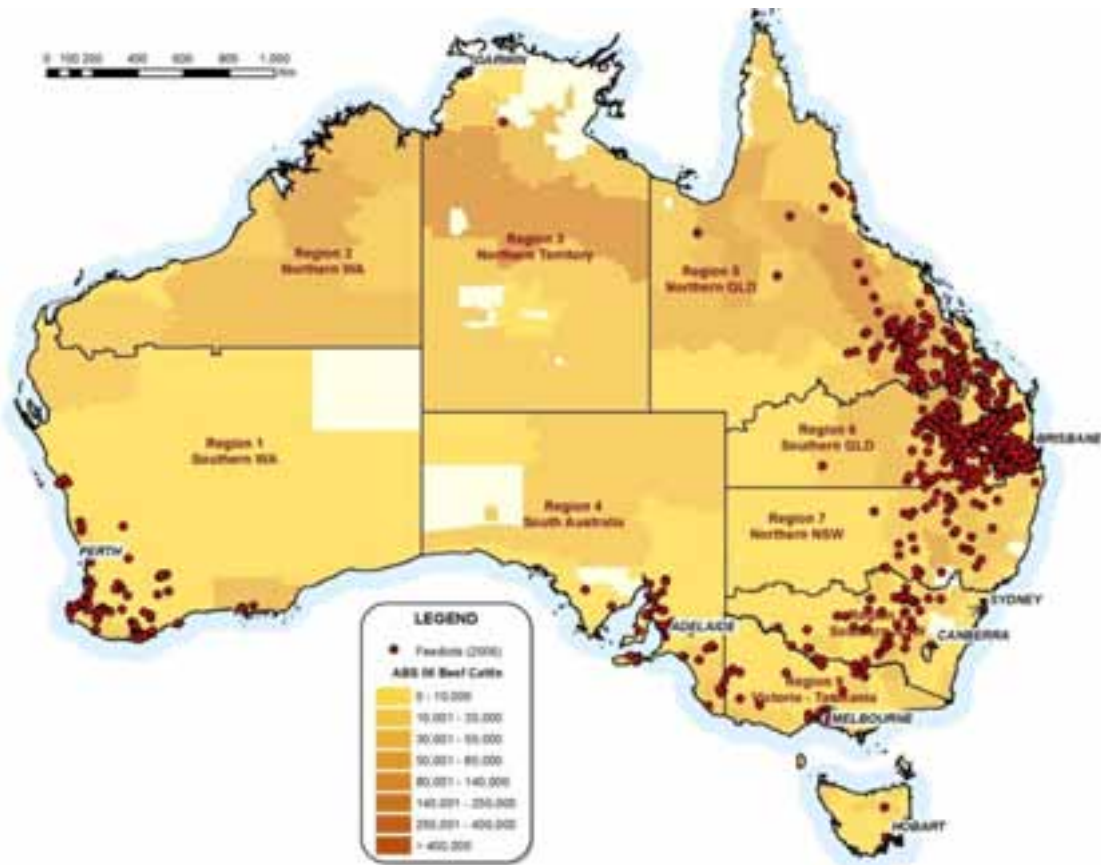 0 100 200 400 600 800 1,000
DARWIN
Region 2
Northern WA
Region 3
Northern Territory
Region 5
Northern QLD
Region 1
Southern WA
Region 6
Southern QLD
BRISBANE
Region 4
South Australia
Region 7
Northern NSW
PERTH
SYDNEY
ADELAIDE
CANBERRA
Region 9
Victoria - Tasmania
MELBOURNE
HOBART
LEGEND
Feedlots (2006)
ABS 06 Beef Cattle
0 - 10,000
10,001 - 30,000
30,001 - 50,000
50,001 - 80,000
80,001 - 140,000
140,001 - 250,000
250,001 - 400,000
> 400,000